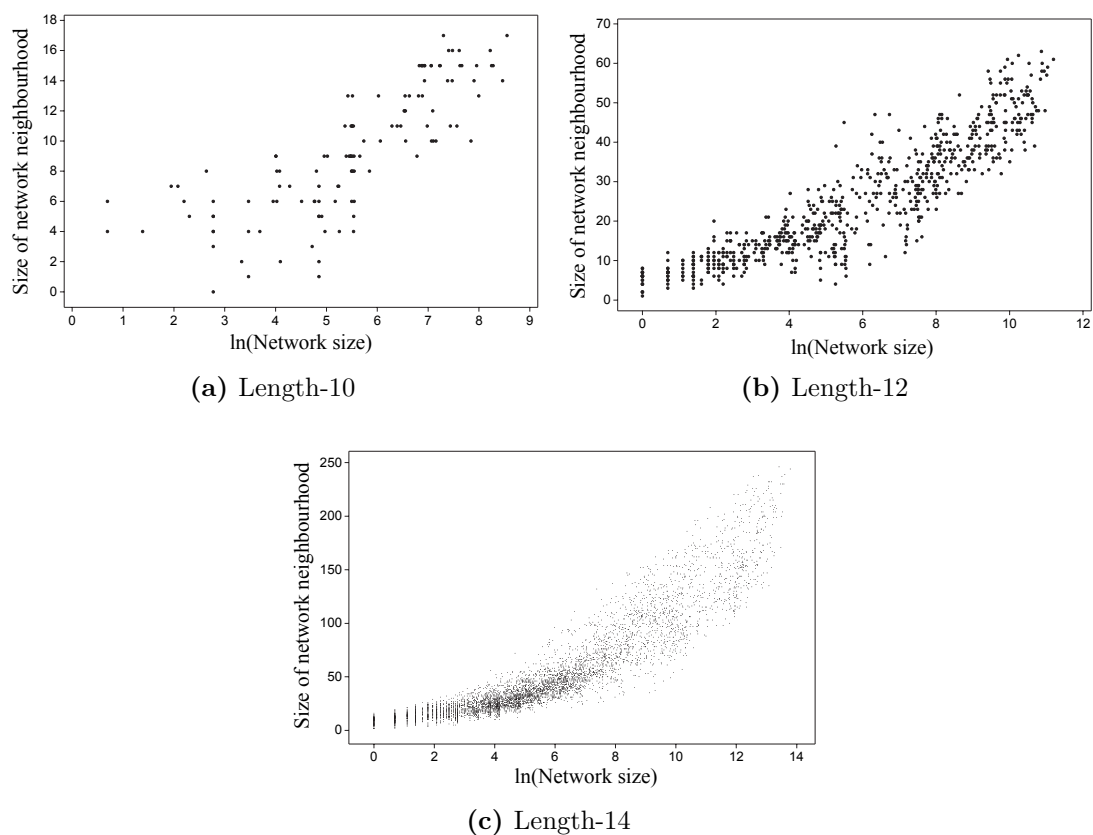 Size of network neighbourhood
18
16
14
12
10
8
6
4
2
0
0 1 2 3 4 5 6 7 8 9
ln(Network size)
(a) Length-10
Size of network neighbourhood
70
60
50
40
30
20
10
0
0 2 4 6 8 10 12
ln(Network size)
(b) Length-12
Size of network neighbourhood
250
200
150
100
50
0
0 2 4 6 8 10 12 14
ln(Network size)
(c) Length-14